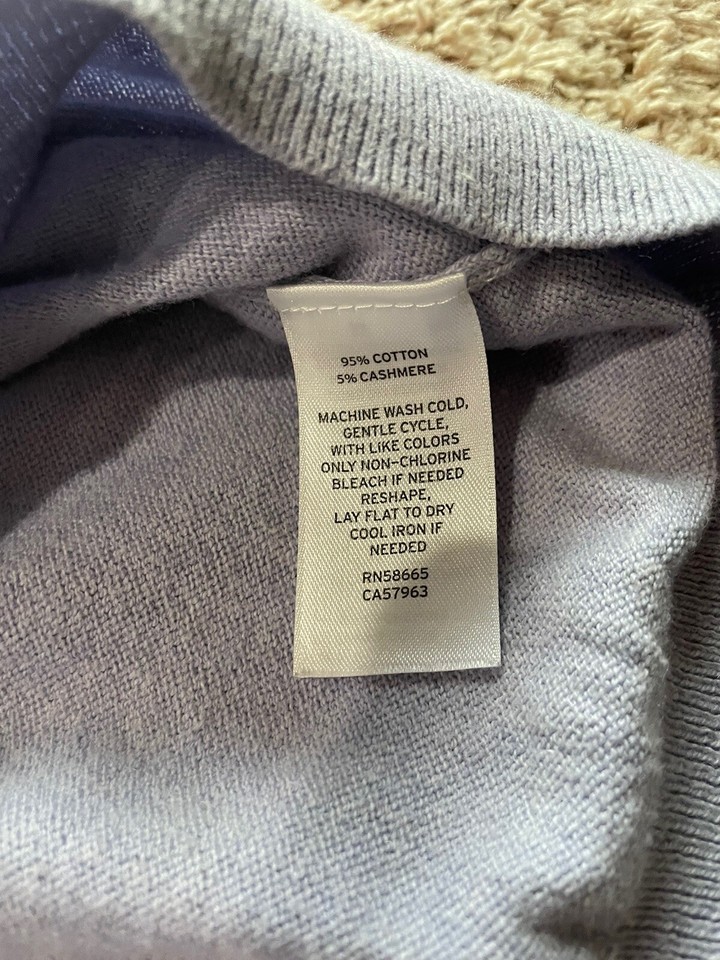 95% COTTON
5% CASHMERE
MACHINE WASH COLD,
GENTLE CYCLE,
WITH LIKE COLORS
ONLY NON-CHLORINE
BLEACH IF NEEDED
RESHAPE,
LAY FLAT TO DRY
COOL IRON IF
NEEDED
RN58665
CA57963